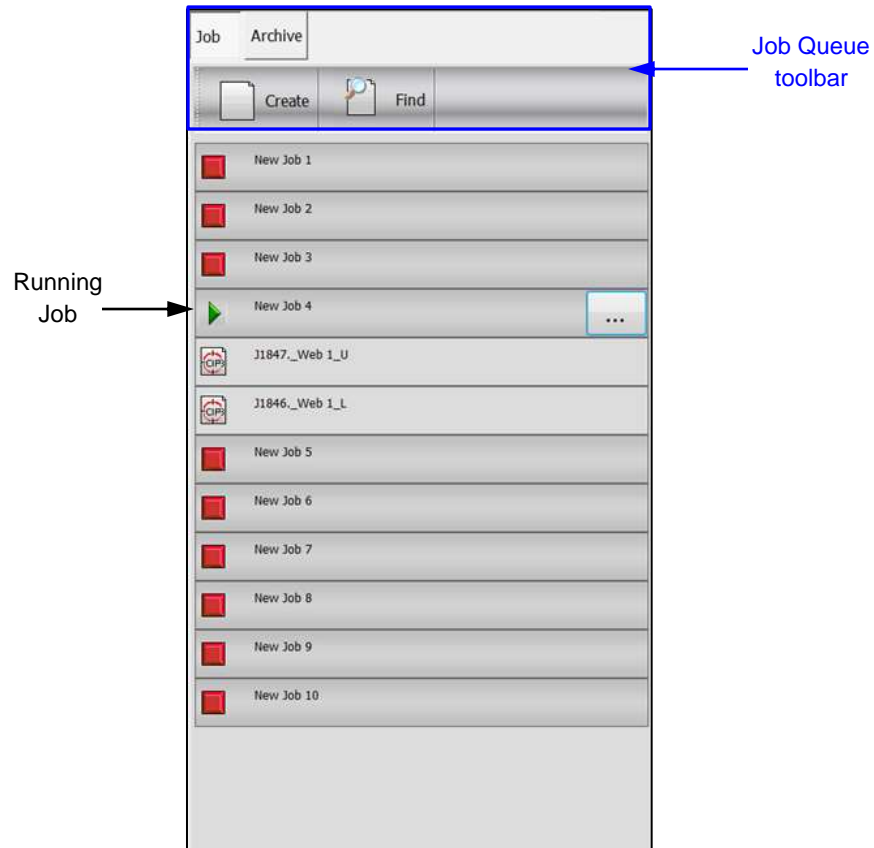 Job Archive
Job Queue
toolbar
Create Find
New Job 1
New Job 2
New Job 3
Running
Job
New Job 4 ...
CIP3 J1847._Web 1_U
CIP3 J1846._Web 1_L
New Job 5
New Job 6
New Job 7
New Job 8
New Job 9
New Job 10